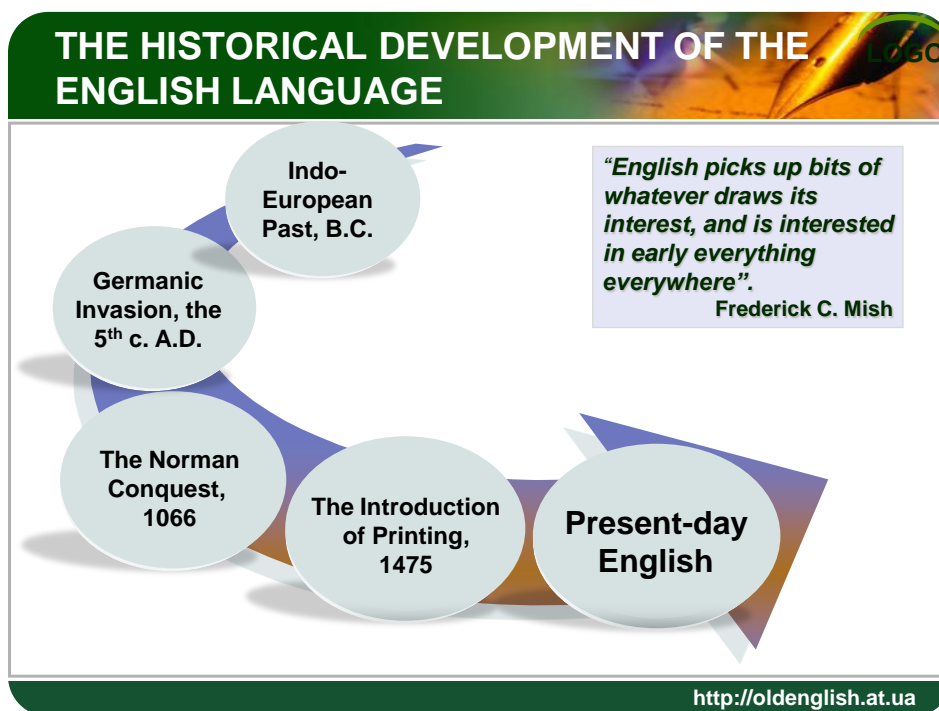 THE HISTORICAL DEVELOPMENT OF THE
ENGLISH LANGUAGE
LOGO
Indo-
European
Past, B.C.
"English picks up bits of
whatever draws its
interest, and is interested
in early everything
everywhere”.
Frederick C. Mish
Germanic
Invasion, the
5th c. A.D.
The Norman
Conquest,
1066
The Introduction
of Printing,
1475
Present-day
English
http://oldenglish.at.ua